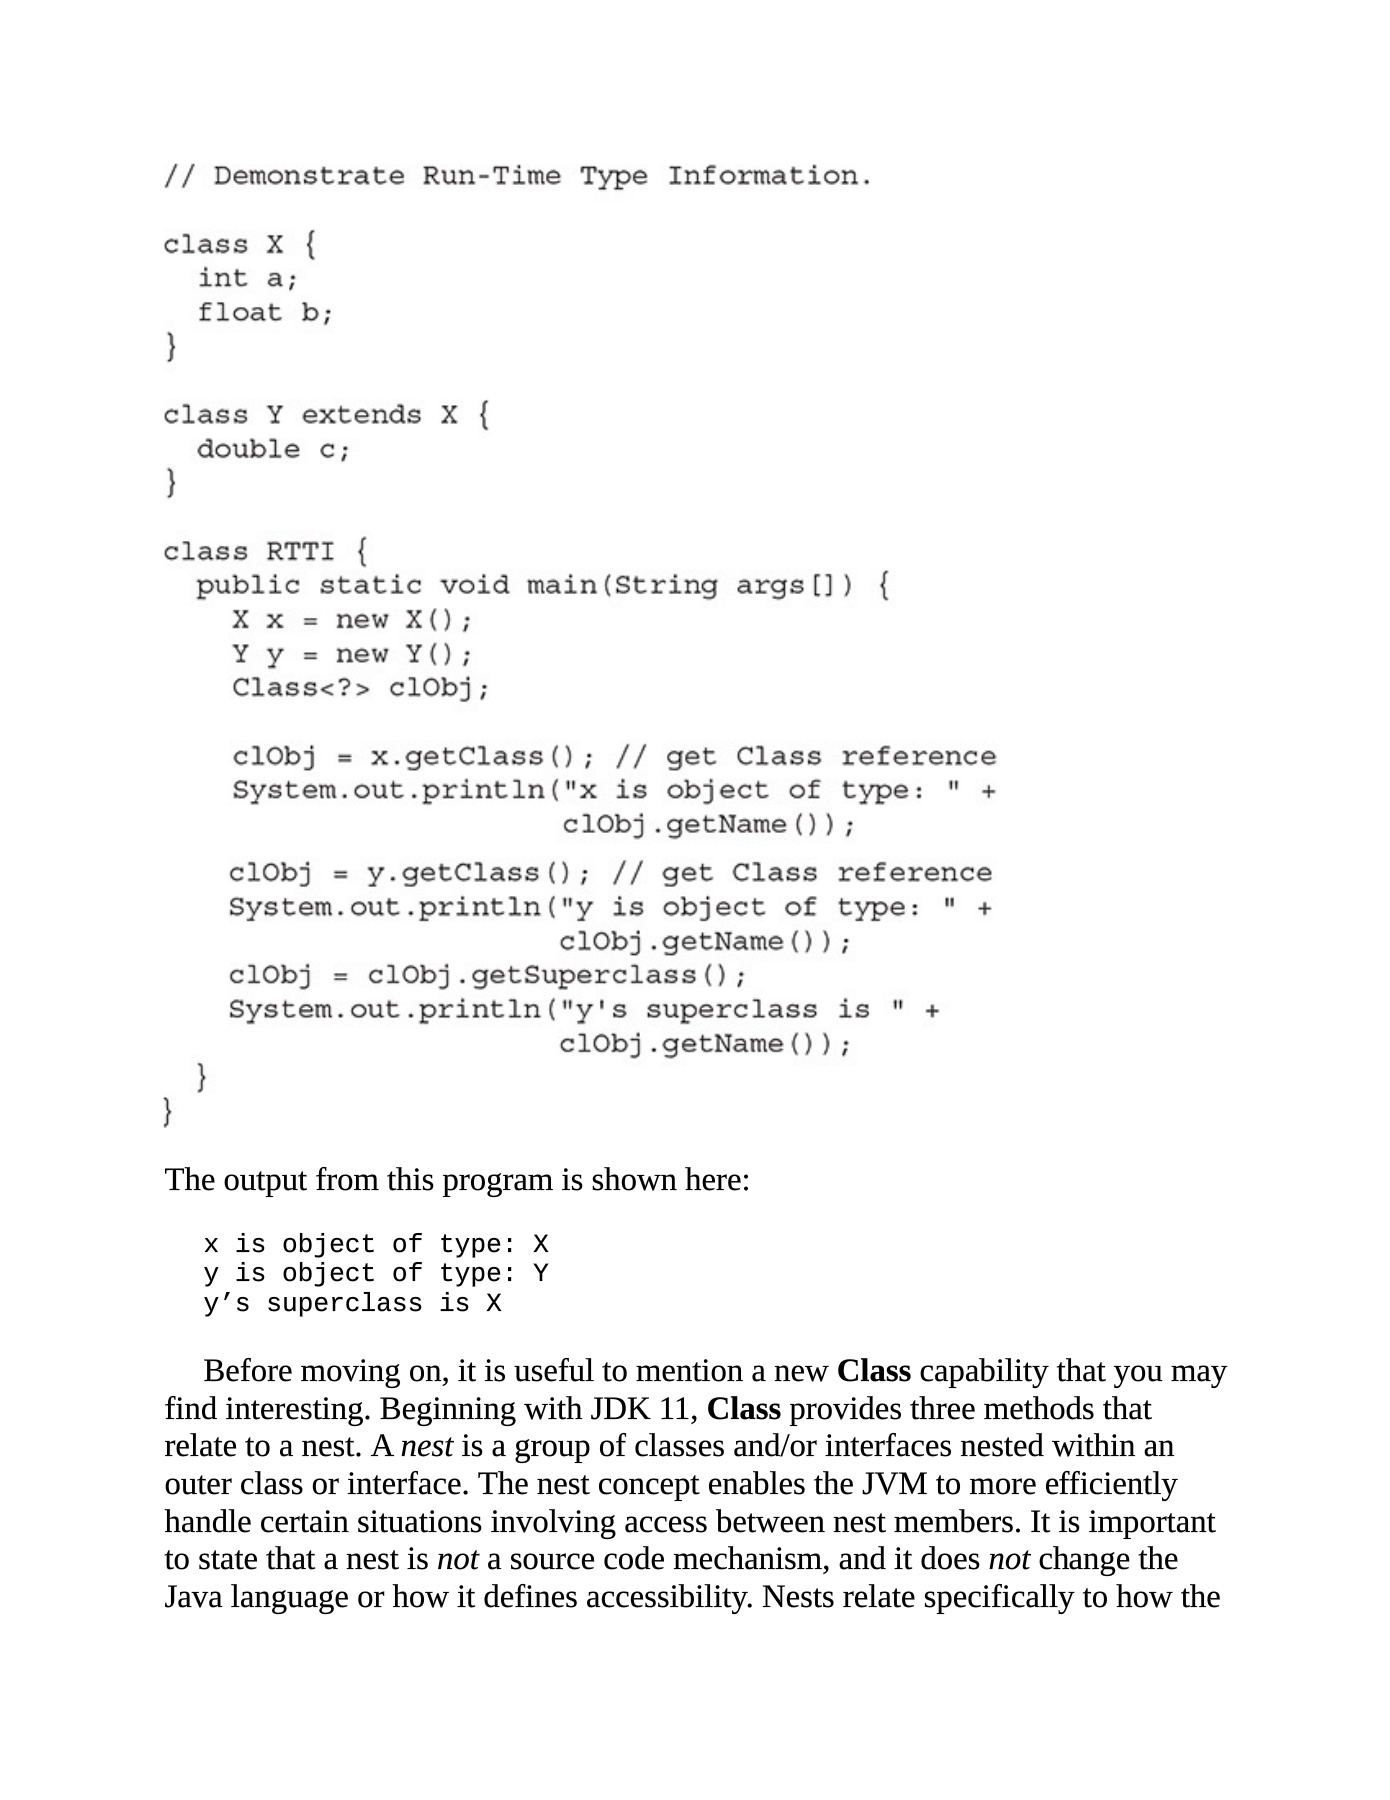 // Demonstrate Run-Time Type Information.

class X {
  int a;
  float b;
}

class Y extends X {
  double c;
}

class RTTI {
  public static void main(String args[]) {
    X x = new X();
    Y y = new Y();
    Class<?> clObj;

    clObj = x.getClass(); // get Class reference
    System.out.println("x is object of type: " +
                       clObj.getName());
    clObj = y.getClass(); // get Class reference
    System.out.println("y is object of type: " +
                       clObj.getName());
    clObj = clObj.getSuperclass();
    System.out.println("y's superclass is " +
                       clObj.getName());
  }
}
The output from this program is shown here:
x is object of type: X
y is object of type: Y
y’s superclass is X
Before moving on, it is useful to mention a new Class capability that you may
find interesting. Beginning with JDK 11, Class provides three methods that
relate to a nest. A nest is a group of classes and/or interfaces nested within an
outer class or interface. The nest concept enables the JVM to more efficiently
handle certain situations involving access between nest members. It is important
to state that a nest is not a source code mechanism, and it does not change the
Java language or how it defines accessibility. Nests relate specifically to how the